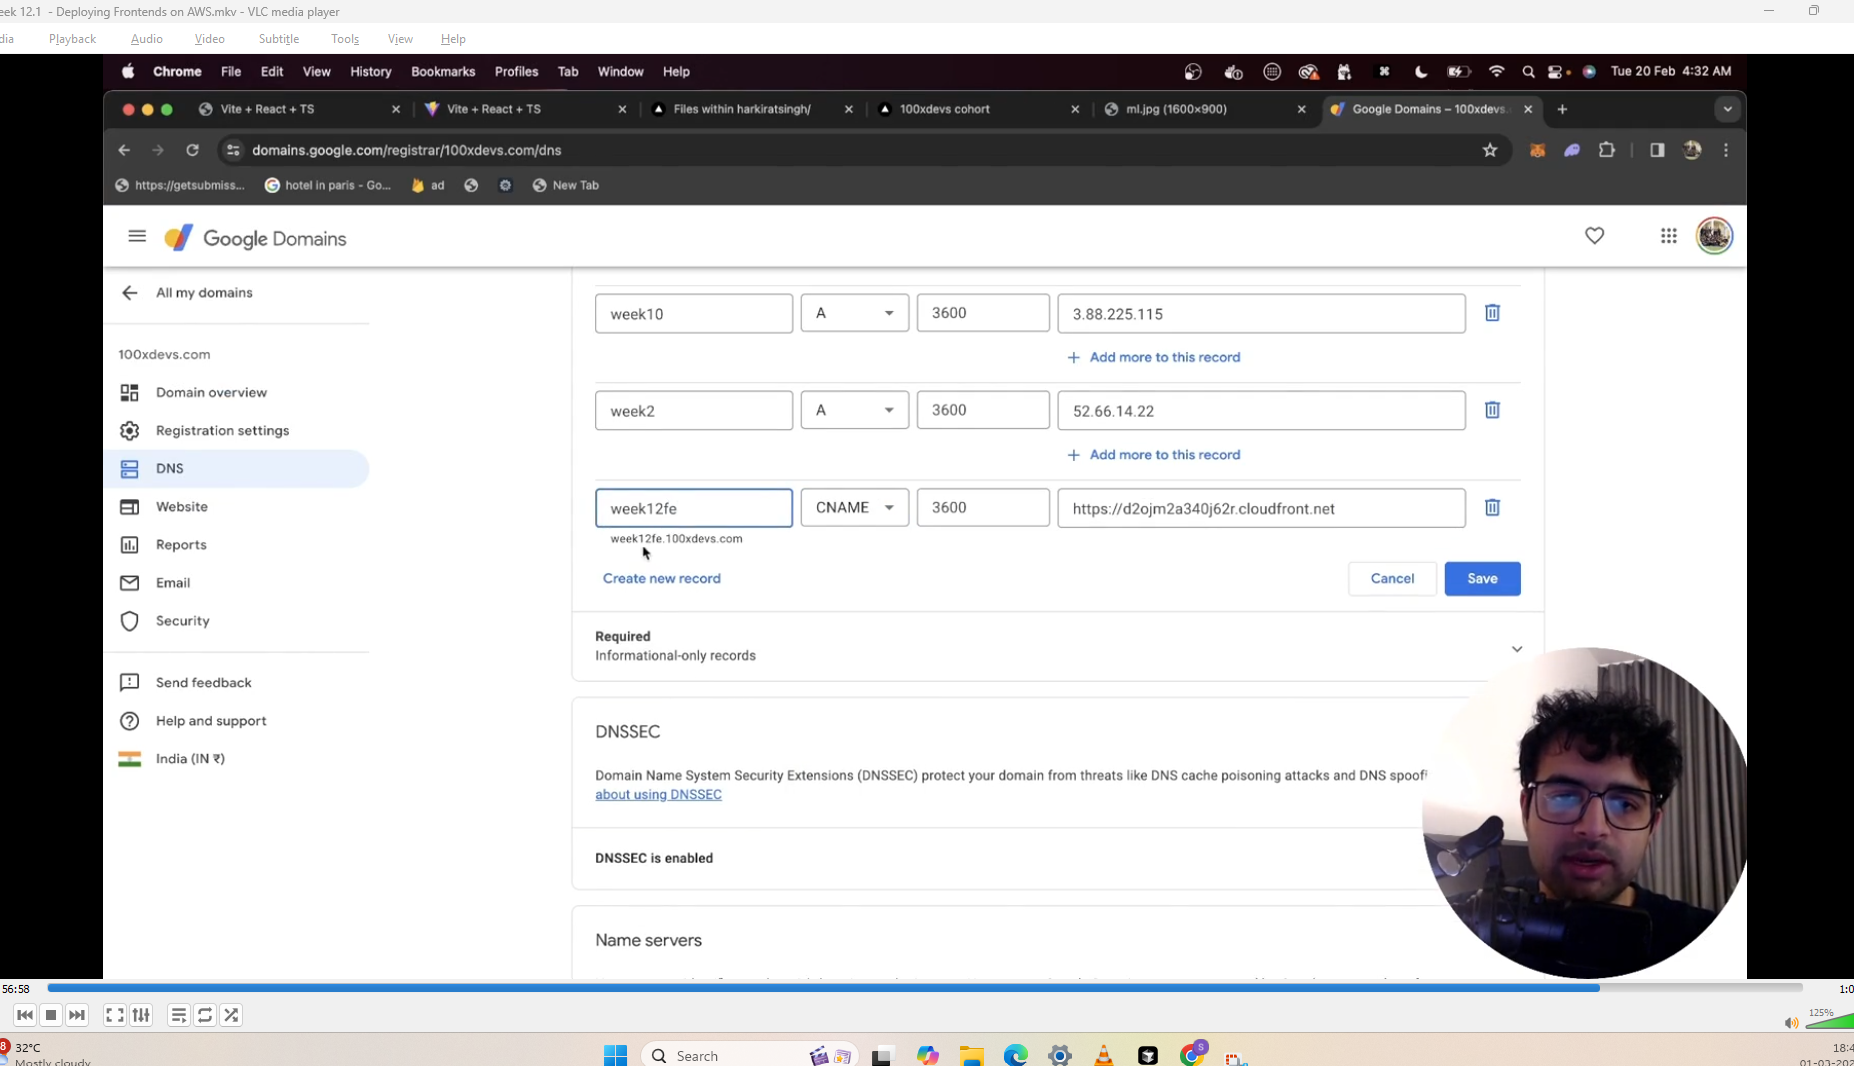 eek 12.1 - Deploying Frontends on AWS.mkv - VLC media player
dia Playback Audio Video Subtitle Tools View Help
Chrome File Edit View History Bookmarks Profiles Tab Window Help Tue 20 Feb 4:32 AM
Vite + React + TS Vite + React + TS Files within harkiratsingh/ 100xdevs cohort ml.jpg (1600×900) Google Domains – 100xdevs.
domains.google.com/registrar/100xdevs.com/dns
https://getsubmiss... hotel in paris - Go... ad New Tab
Google Domains
All my domains
100xdevs.com
Domain overview
Registration settings
DNS
Website
Reports
Email
Security
Send feedback
Help and support
India (IN ₹)
week10 A 3600 3.88.225.115
+ Add more to this record
week2 A 3600 52.66.14.22
+ Add more to this record
week12fe CNAME 3600 https://d2ojm2a340j62r.cloudfront.net
week12fe.100xdevs.com
Create new record Cancel Save
Required
Informational-only records
DNSSEC
Domain Name System Security Extensions (DNSSEC) protect your domain from threats like DNS cache poisoning attacks and DNS spoof
about using DNSSEC
DNSSEC is enabled
Name servers
56:58 1:0
125%
8 32°C
Mostly cloudy
Search
S
18:4
01-03-202